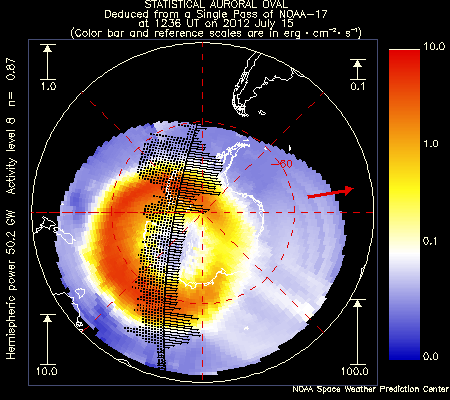 STATISTICAL AURORAL OVAL
Deduced from a Single Pass of NOAA-17
at 1236 UT on 2012 July 15
(Color bar and reference scales are in erg·cm⁻²·s⁻¹)
Hemispheric power 50.2 GW Activity level 8 n= 0.87
1.0
0.1
-60
10.0
100.0
10.0
1.0
0.1
0.0
NOAA Space Weather Prediction Center